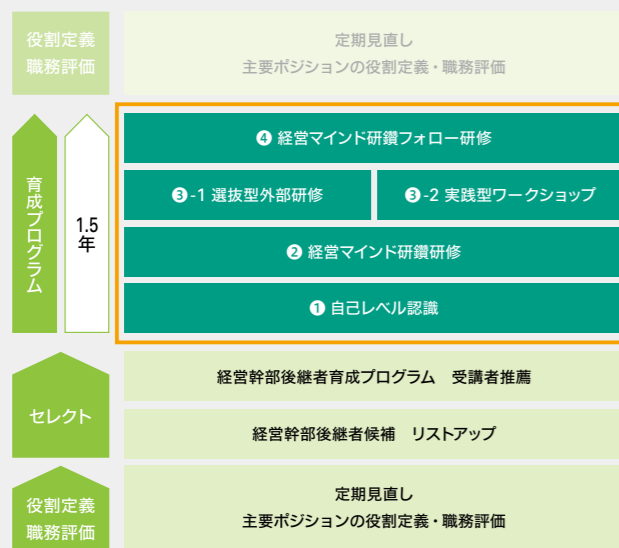 役割定義
職務評価
定期見直し
主要ポジションの役割定義・職務評価
育成プログラム
1.5
年
❹ 経営マインド研鑽フォロー研修
❸-1 選抜型外部研修
❸-2 実践型ワークショップ
❷ 経営マインド研鑽研修
❶ 自己レベル認識
セレクト
経営幹部後継者育成プログラム　受講者推薦
経営幹部後継者候補　リストアップ
役割定義
職務評価
定期見直し
主要ポジションの役割定義・職務評価